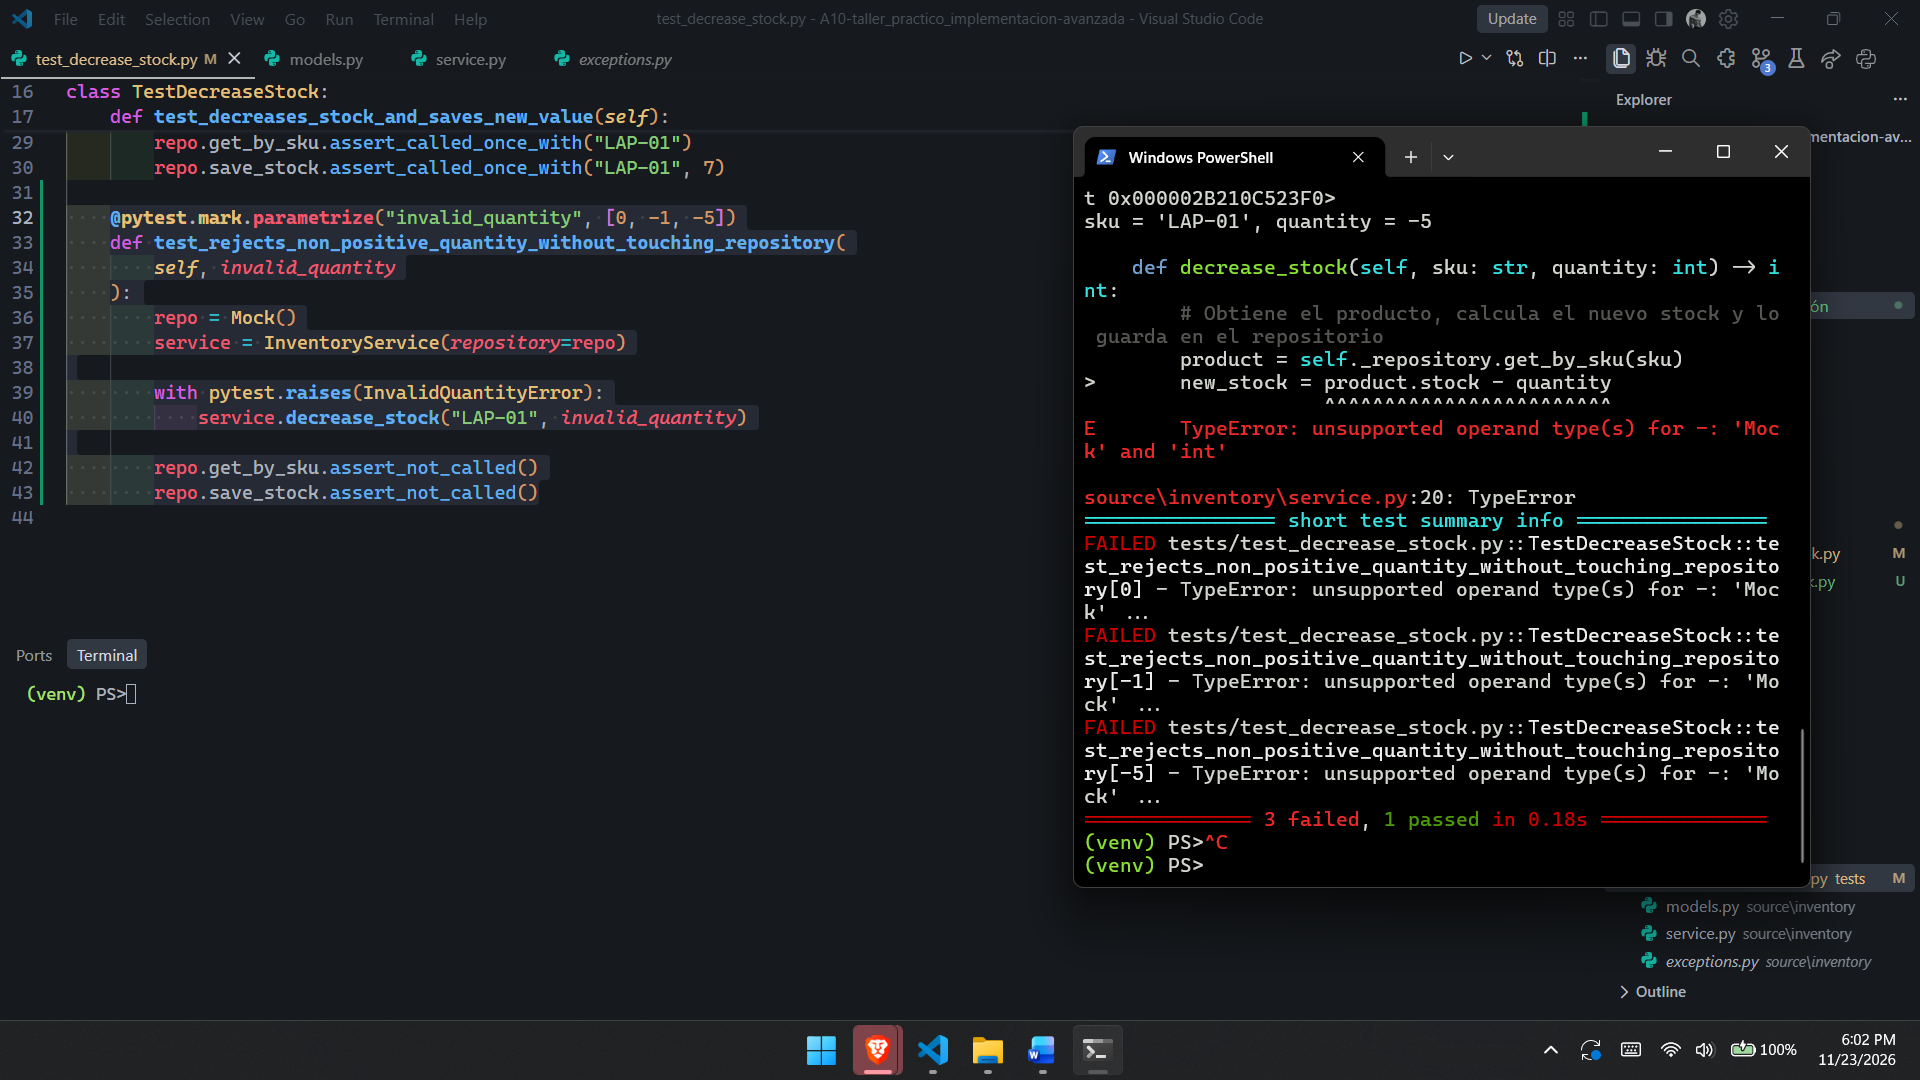 File Edit Selection View Go Run Terminal Help
test_decrease_stock.py - A10-taller_practico_implementacion-avanzada - Visual Studio Code
Update
test_decrease_stock.py M
models.py
service.py
exceptions.py
3
16 class TestDecreaseStock:
17 def test_decreases_stock_and_saves_new_value(self):
29 repo.get_by_sku.assert_called_once_with("LAP-01")
30 repo.save_stock.assert_called_once_with("LAP-01", 7)
31
32 @pytest.mark.parametrize("invalid_quantity", [0, -1, -5])
33 def test_rejects_non_positive_quantity_without_touching_repository(
34 self, invalid_quantity
35 ):
36 repo = Mock()
37 service = InventoryService(repository=repo)
38
39 with pytest.raises(InvalidQuantityError):
40 service.decrease_stock("LAP-01", invalid_quantity)
41
42 repo.get_by_sku.assert_not_called()
43 repo.save_stock.assert_not_called()
44
Ports Terminal
(venv) PS>
Windows PowerShell
t 0x000002B210C523F0>
sku = 'LAP-01', quantity = -5
def decrease_stock(self, sku: str, quantity: int) -> i
nt:
# Obtiene el producto, calcula el nuevo stock y lo
guarda en el repositorio
product = self._repository.get_by_sku(sku)
> new_stock = product.stock - quantity
^^^^^^^^^^^^^^^^^^^^^^^^
E TypeError: unsupported operand type(s) for -: 'Moc
k' and 'int'
source\inventory\service.py:20: TypeError
================ short test summary info ================
FAILED tests/test_decrease_stock.py::TestDecreaseStock::te
st_rejects_non_positive_quantity_without_touching_reposito
ry[0] - TypeError: unsupported operand type(s) for -: 'Moc
k' ...
FAILED tests/test_decrease_stock.py::TestDecreaseStock::te
st_rejects_non_positive_quantity_without_touching_reposito
ry[-1] - TypeError: unsupported operand type(s) for -: 'Mo
ck' ...
FAILED tests/test_decrease_stock.py::TestDecreaseStock::te
st_rejects_non_positive_quantity_without_touching_reposito
ry[-5] - TypeError: unsupported operand type(s) for -: 'Mo
ck' ...
============== 3 failed, 1 passed in 0.18s ==============
(venv) PS>^C
(venv) PS>
Explorer
mentacion-av...
ón
k.py M
k.py U
py tests M
models.py source\inventory
service.py source\inventory
exceptions.py source\inventory
Outline
100%
6:02 PM
11/23/2026